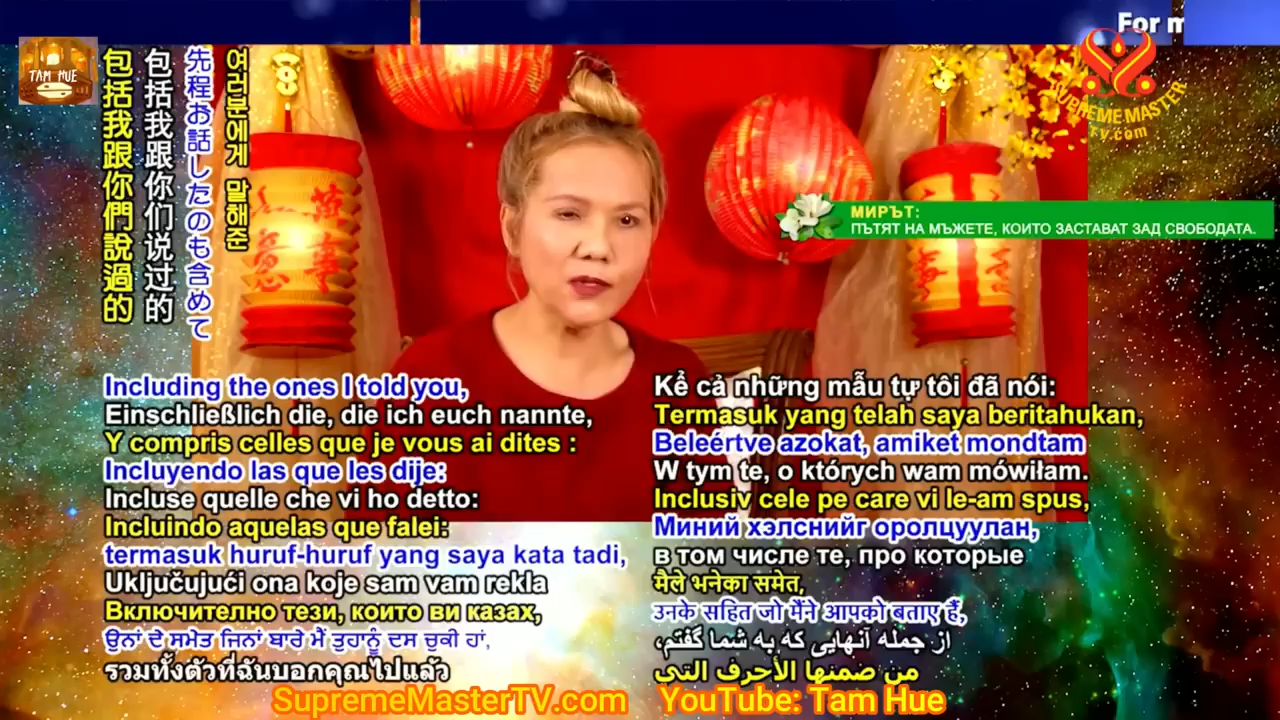 For m
TAM HUE
SUPREME MASTER
TV.com
여러분에게 말해준
先程お話したのも含めて
包括我跟你们说过的
包括我跟你們說過的
МИРЪТ:
ПЪТЯТ НА МЪЖЕТЕ, КОИТО ЗАСТАВАТ ЗАД СВОБОДАТА.
Including the ones I told you,
Einschließlich die, die ich euch nannte,
Y compris celles que je vous ai dites :
Incluyendo las que les dije:
Incluse quelle che vi ho detto:
Incluindo aquelas que falei:
termasuk huruf-huruf yang saya kata tadi,
Uključujući ona koje sam vam rekla
Включително тези, които ви казах,
ਉਨਾਂ ਦੇ ਸਮੇਤ ਜਿਨਾਂ ਬਾਰੇ ਮੈਂ ਤੁਹਾਨੂੰ ਦਸ ਚੁਕੀ ਹਾਂ,
รวมทั้งตัวที่ฉันบอกคุณไปแล้ว
Kể cả những mẫu tự tôi đã nói:
Termasuk yang telah saya beritahukan,
Beleértve azokat, amiket mondtam
W tym te, o których wam mówiłam.
Inclusiv cele pe care vi le-am spus,
Миний хэлснийг оролцуулан,
в том числе те, про которые
मैले भनेका समेत,
उनके सहित जो मैंने आपको बताए हैं,
از جمله آنهایی که به شما گفتم،
من ضمنها الأحرف التي
SupremeMasterTV.com
YouTube: Tam Hue